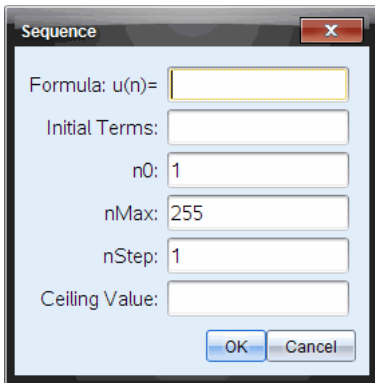 Sequence
Formula: u(n)=
Initial Terms:
n0: 1
nMax: 255
nStep: 1
Ceiling Value:
OK Cancel